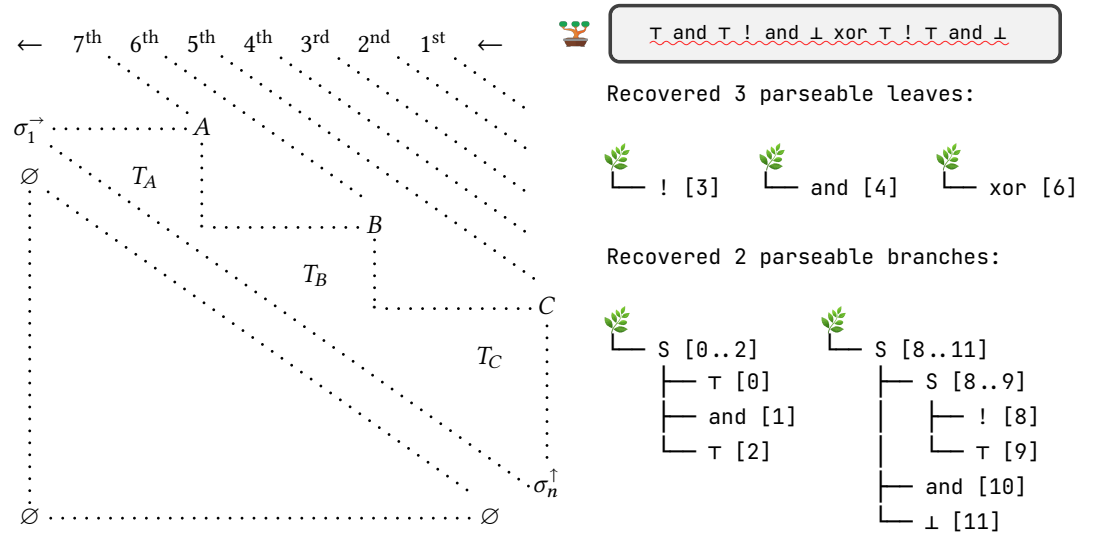 ← 7th 6th 5th 4th 3rd 2nd 1st ←
σ₁→ A
∅ T_A
B
T_B
C
T_C
σₙ↑
∅ ∅
⊤ and ⊤ ! and ⊥ xor ⊤ ! ⊤ and ⊥
Recovered 3 parseable leaves:
└── ! [3] └── and [4] └── xor [6]
Recovered 2 parseable branches:
└── S [0..2] └── S [8..11]
├── ⊤ [0] ├── S [8..9]
├── and [1] │ ├── ! [8]
└── ⊤ [2] │ └── ⊤ [9]
├── and [10]
└── ⊥ [11]